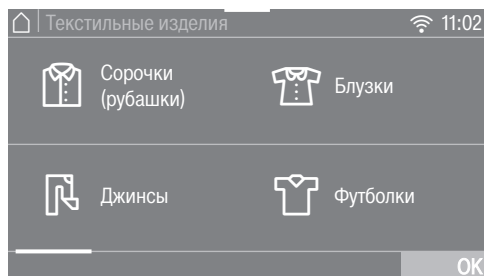 Текстильные изделия
11:02
Сорочки
(рубашки)
Блузки
Джинсы
Футболки
OK